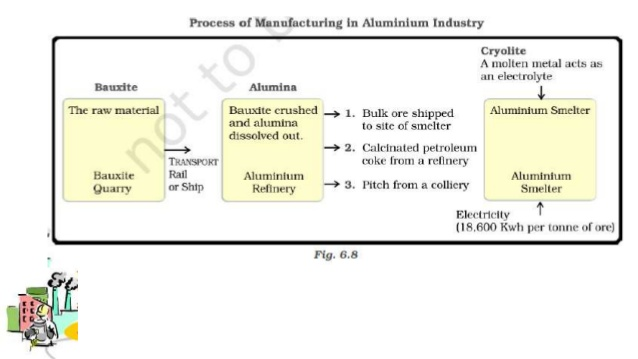 Process of Manufacturing in Aluminium Industry
Cryolite
A molten metal acts as
an electrolyte
Bauxite
The raw material
Bauxite
Quarry
TRANSPORT
Rail
or Ship
Alumina
Bauxite crushed
and alumina
dissolved out.
Aluminium
Refinery
1. Bulk ore shipped
to site of smelter
2. Calcinated petroleum
coke from a refinery
3. Pitch from a colliery
Aluminium Smelter
Aluminium
Smelter
Electricity
(18,600 Kwh per tonne of ore)
Fig. 6.8
not to b